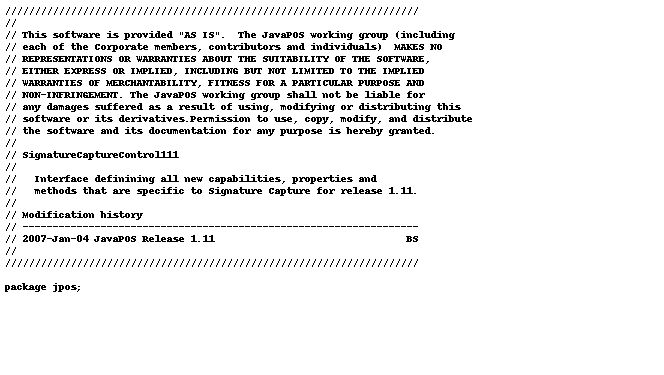 //////////////////////////////////////////////////////////////////////
//
// This software is provided "AS IS".  The JavaPOS working group (including
// each of the Corporate members, contributors and individuals)  MAKES NO
// REPRESENTATIONS OR WARRANTIES ABOUT THE SUITABILITY OF THE SOFTWARE,
// EITHER EXPRESS OR IMPLIED, INCLUDING BUT NOT LIMITED TO THE IMPLIED
// WARRANTIES OF MERCHANTABILITY, FITNESS FOR A PARTICULAR PURPOSE AND
// NON-INFRINGEMENT. The JavaPOS working group shall not be liable for
// any damages suffered as a result of using, modifying or distributing this
// software or its derivatives.Permission to use, copy, modify, and distribute
// the software and its documentation for any purpose is hereby granted.
//
// SignatureCaptureControl111
//
//   Interface definining all new capabilities, properties and
//   methods that are specific to Signature Capture for release 1.11.
//
// Modification history
// ------------------------------------------------------------------
// 2007-Jan-04 JavaPOS Release 1.11                                BS
//
//////////////////////////////////////////////////////////////////////
package jpos;